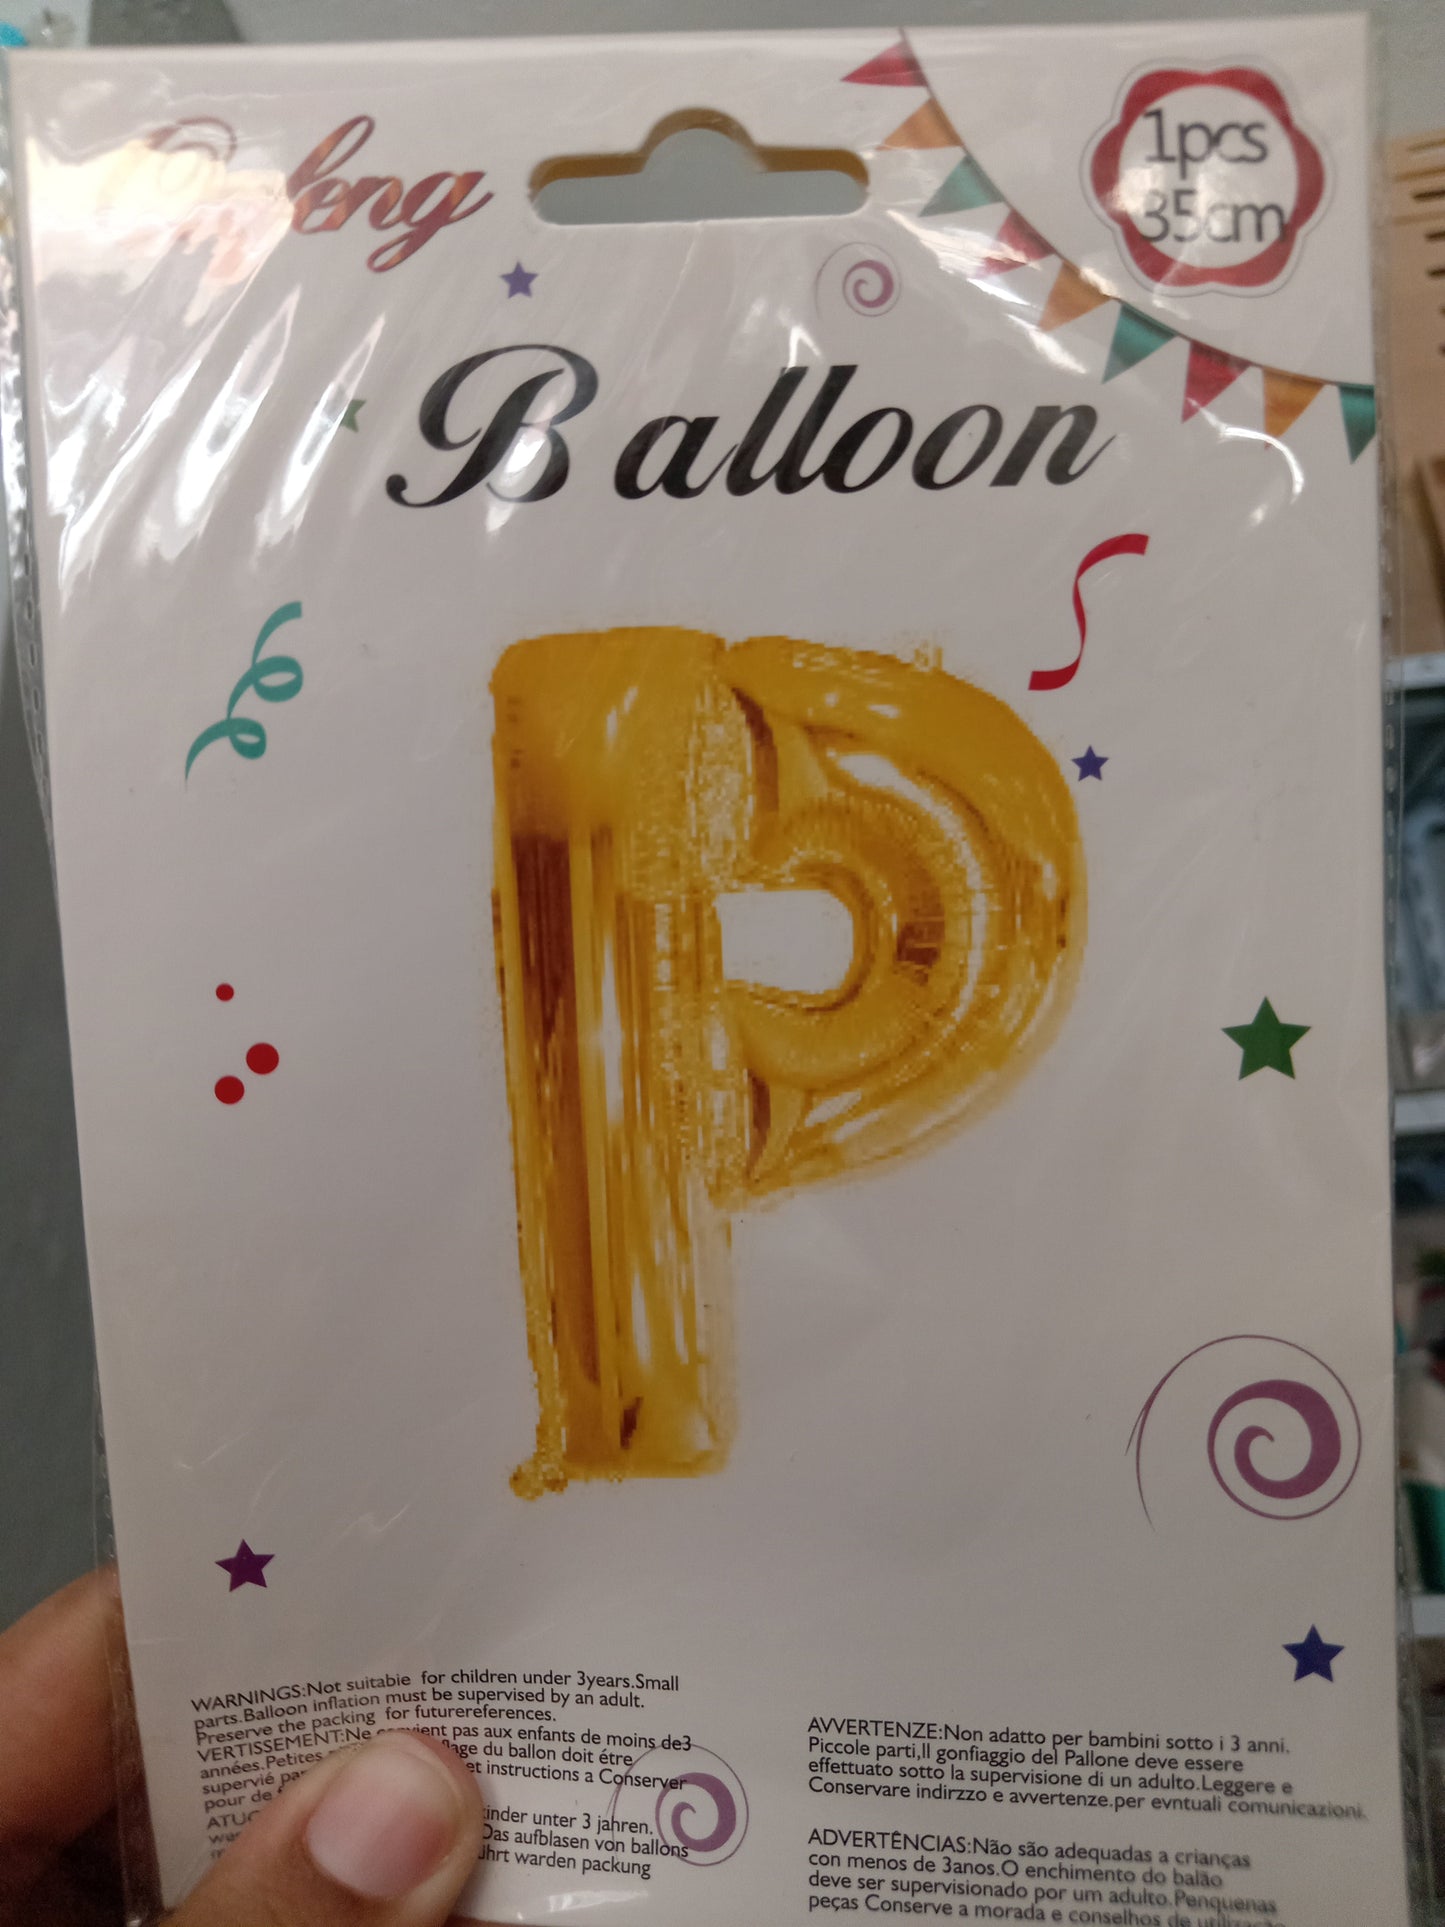 1pcs
35cm
Balloon
P
WARNINGS:Not suitabie for children under 3years.Small
parts.Balloon inflation must be supervised by an adult.
Preserve the packing for futurereferences.
VERTISSEMENT:Ne convient pas aux enfants de moins de3
années.Petites du ballon doit étre
supervié par et instructions a Conserver
pour de
kinder unter 3 jahren.
Das aufblasen von ballons
warden packung
AVVERTENZE:Non adatto per bambini sotto i 3 anni.
Piccole parti,Il gonfiaggio del Pallone deve essere
effettuato sotto la supervisione di un adulto.Leggere e
Conservare indirzzo e avvertenze.per evntuali comunicazioni.
ADVERTÊNCIAS:Não são adequadas a crianças
con menos de 3anos.O enchimento do balão
deve ser supervisionado por um adulto.Penquenas
peças Conserve a morada e conselhos de